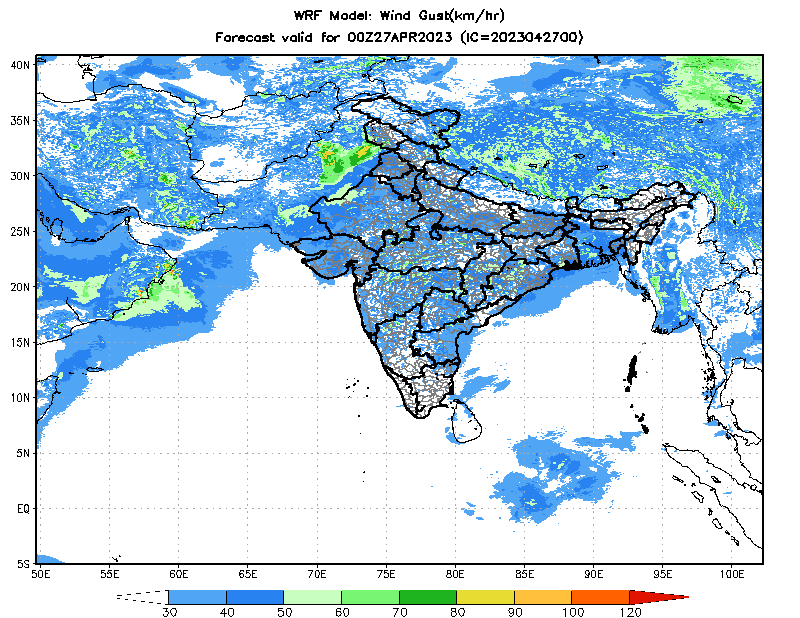 WRF Model: Wind Gust(km/hr)
Forecast valid for 00Z27APR2023 (IC=2023042700)
40N
35N
30N
25N
20N
15N
10N
5N
EQ
5S
50E 55E 60E 65E 70E 75E 80E 85E 90E 95E 100E
30 40 50 60 70 80 90 100 120